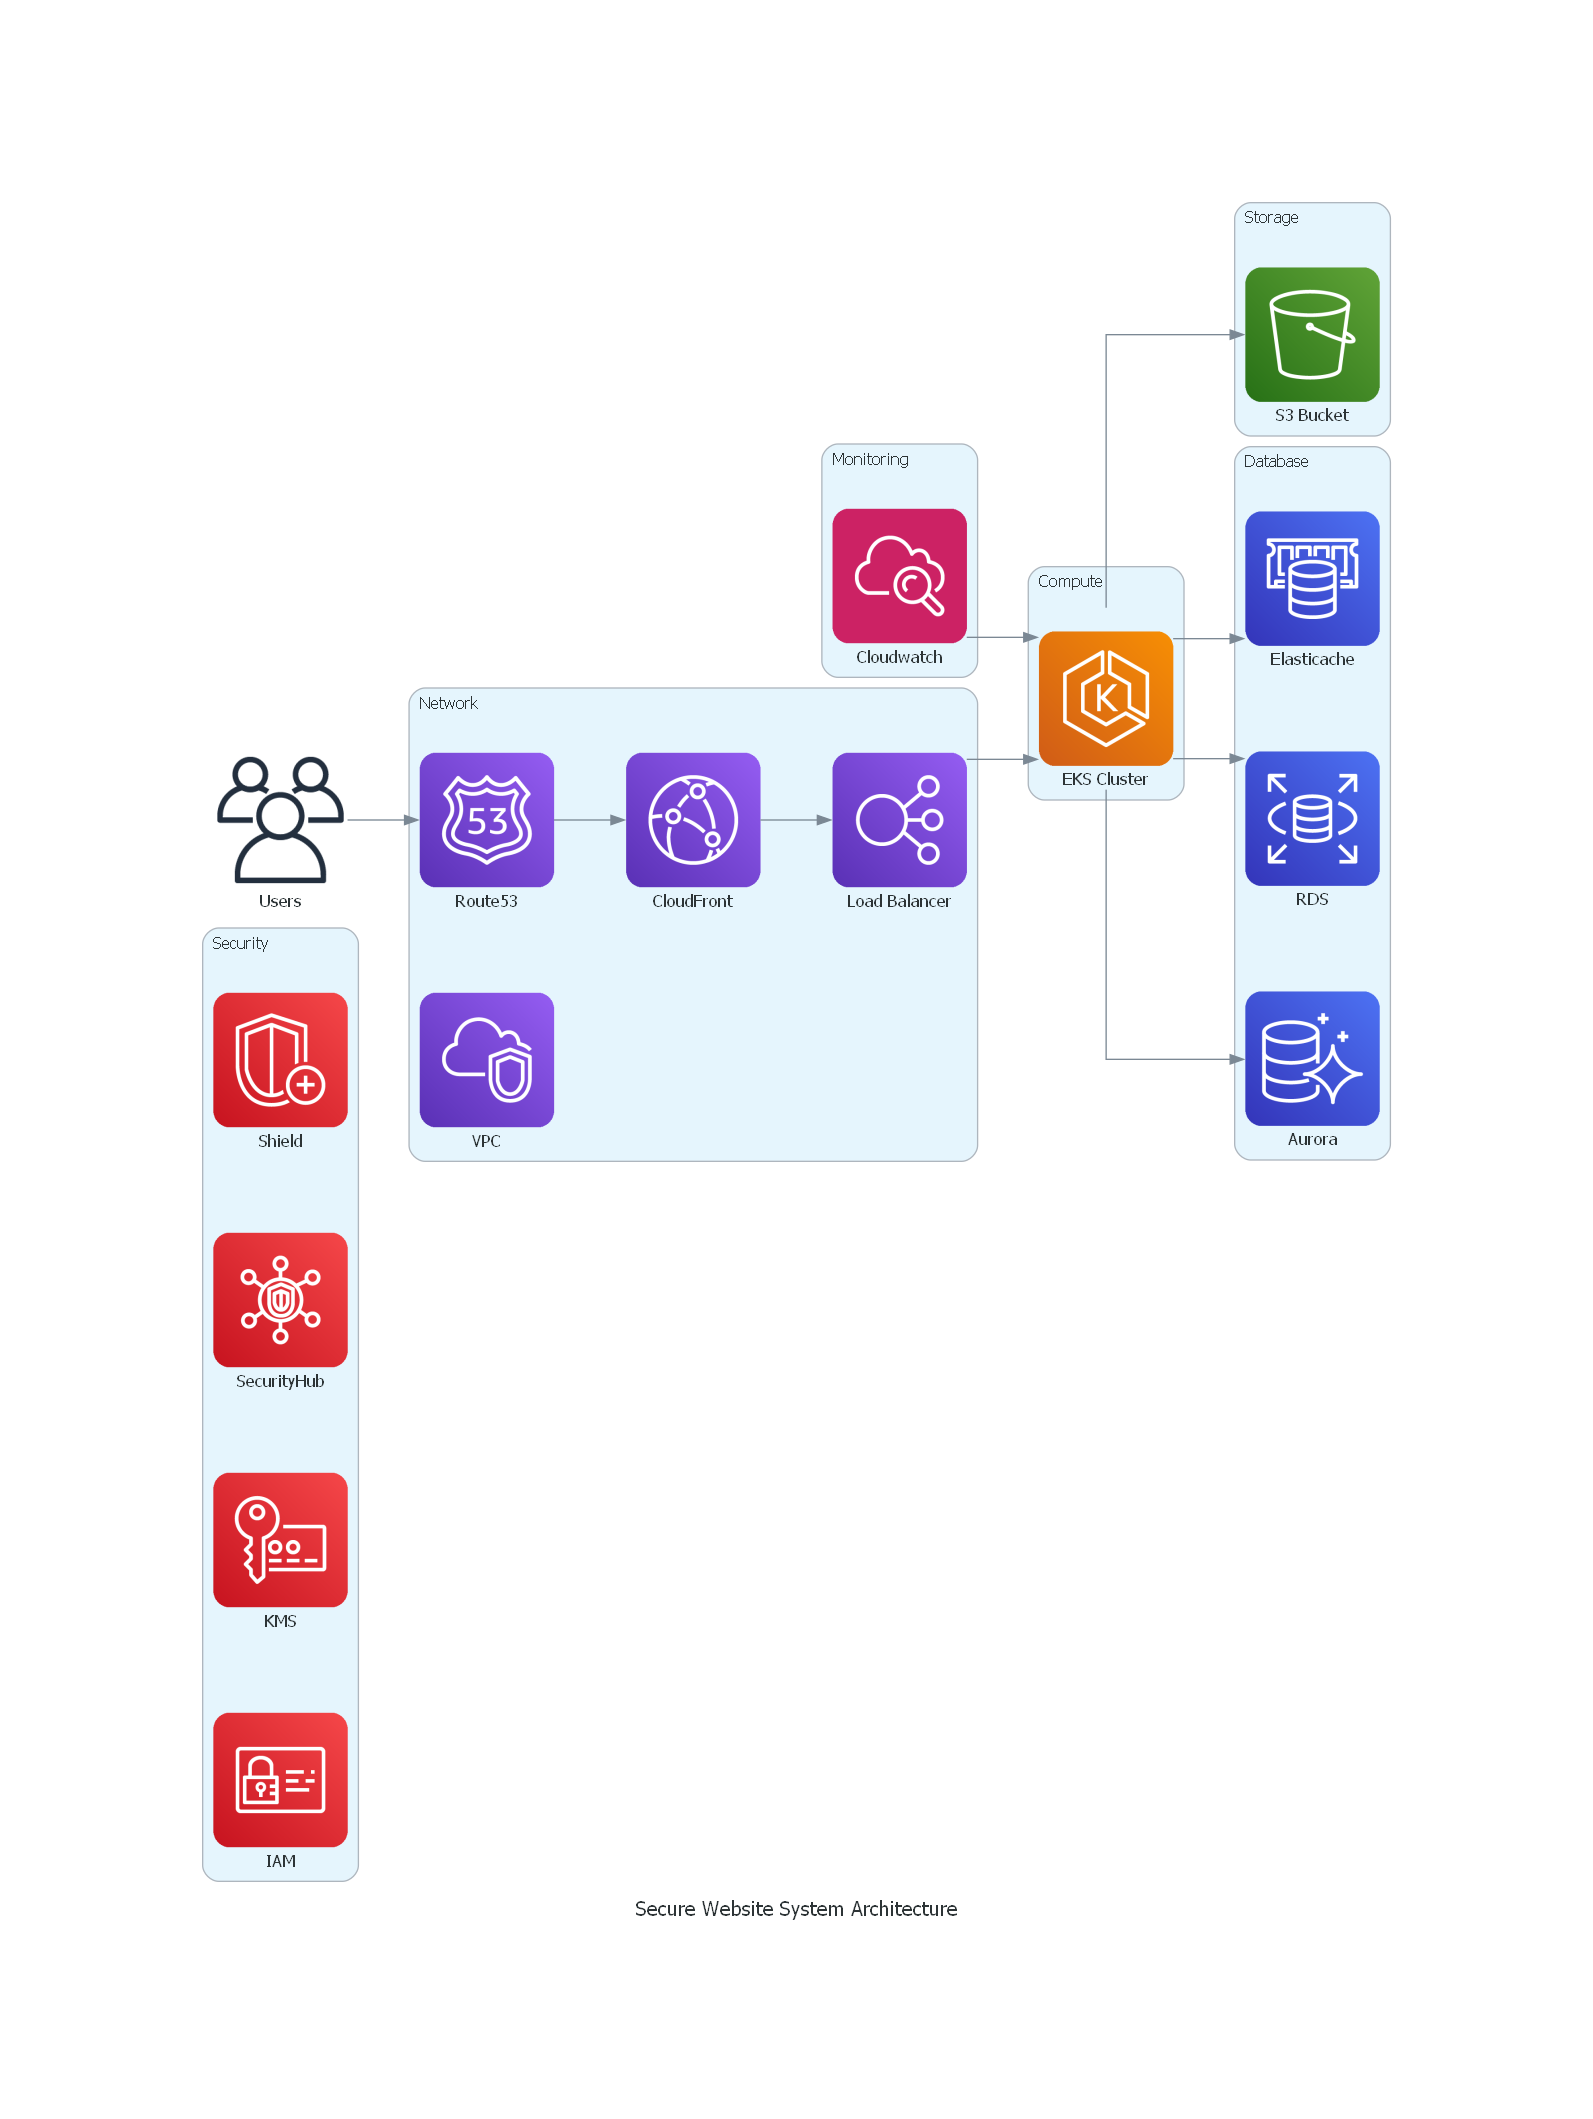 Storage
S3 Bucket
Monitoring
Cloudwatch
Database
Elasticache
Compute
K
EKS Cluster
Network
Users
53
Route53
CloudFront
Load Balancer
RDS
Security
Shield
VPC
Aurora
SecurityHub
KMS
IAM
Secure Website System Architecture